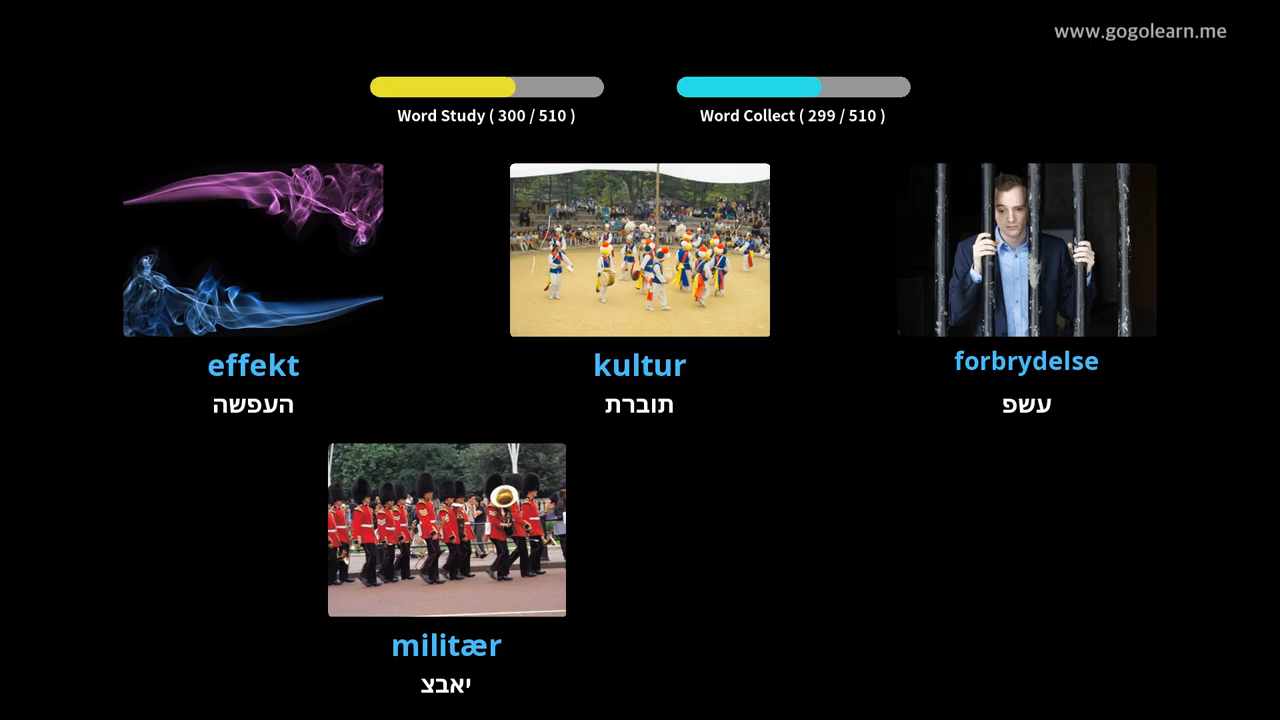 www.gogolearn.me
Word Study ( 300 / 510 )
Word Collect ( 299 / 510 )
effekt
העפשה
kultur
תוברת
forbrydelse
עשפ
militær
יאבצ